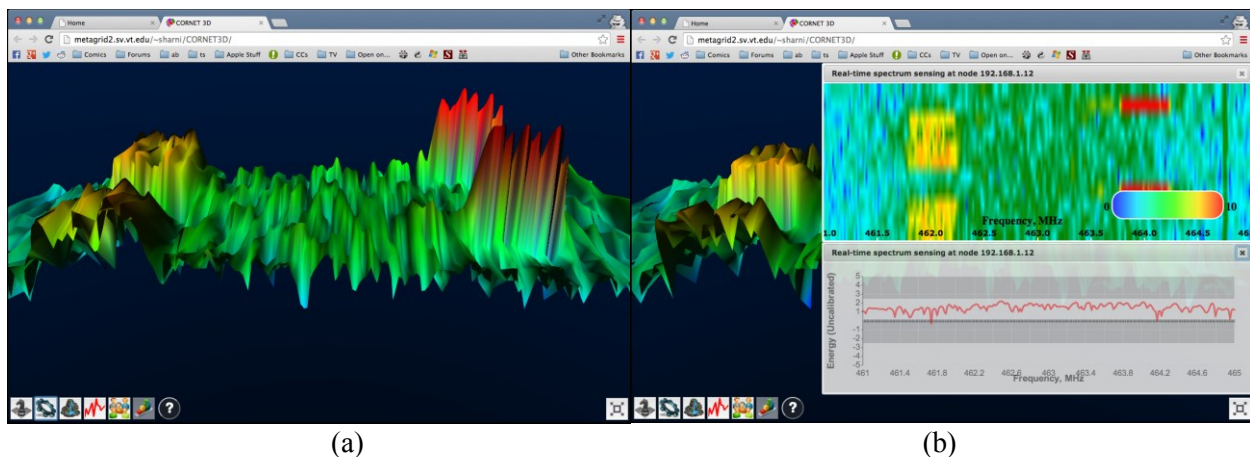 Home
CORNET 3D
metagrid2.sv.vt.edu/~sharni/CORNET3D/
Comics Forums ab ts Apple Stuff CCs TV Open on... Other Bookmarks
(a)
Home
CORNET 3D
metagrid2.sv.vt.edu/~sharni/CORNET3D/
Comics Forums ab ts Apple Stuff CCs TV Open on... Other Bookmarks
Real-time spectrum sensing at node 192.168.1.12
0 10
Frequency, MHz
1.0 461.5 462.0 462.5 463.0 463.5 464.0 464.5 46
Real-time spectrum sensing at node 192.168.1.12
Energy (Uncalibrated)
5
4
3
2
1
-1
-2
-3
-4
-5
461 461.4 461.8 462.2 462.6 463 463.4 463.8 464.2 464.6 465
Frequency, MHz
?
?
(b)